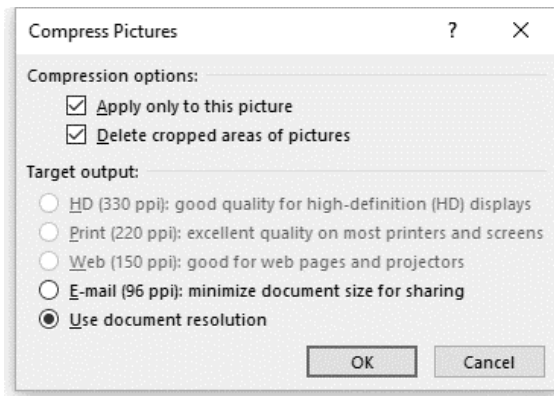 Compress Pictures
Compression options:
Apply only to this picture
Delete cropped areas of pictures
Target output:
HD (330 ppi): good quality for high-definition (HD) displays
Print (220 ppi): excellent quality on most printers and screens
Web (150 ppi): good for web pages and projectors
E-mail (96 ppi): minimize document size for sharing
Use document resolution
OK Cancel